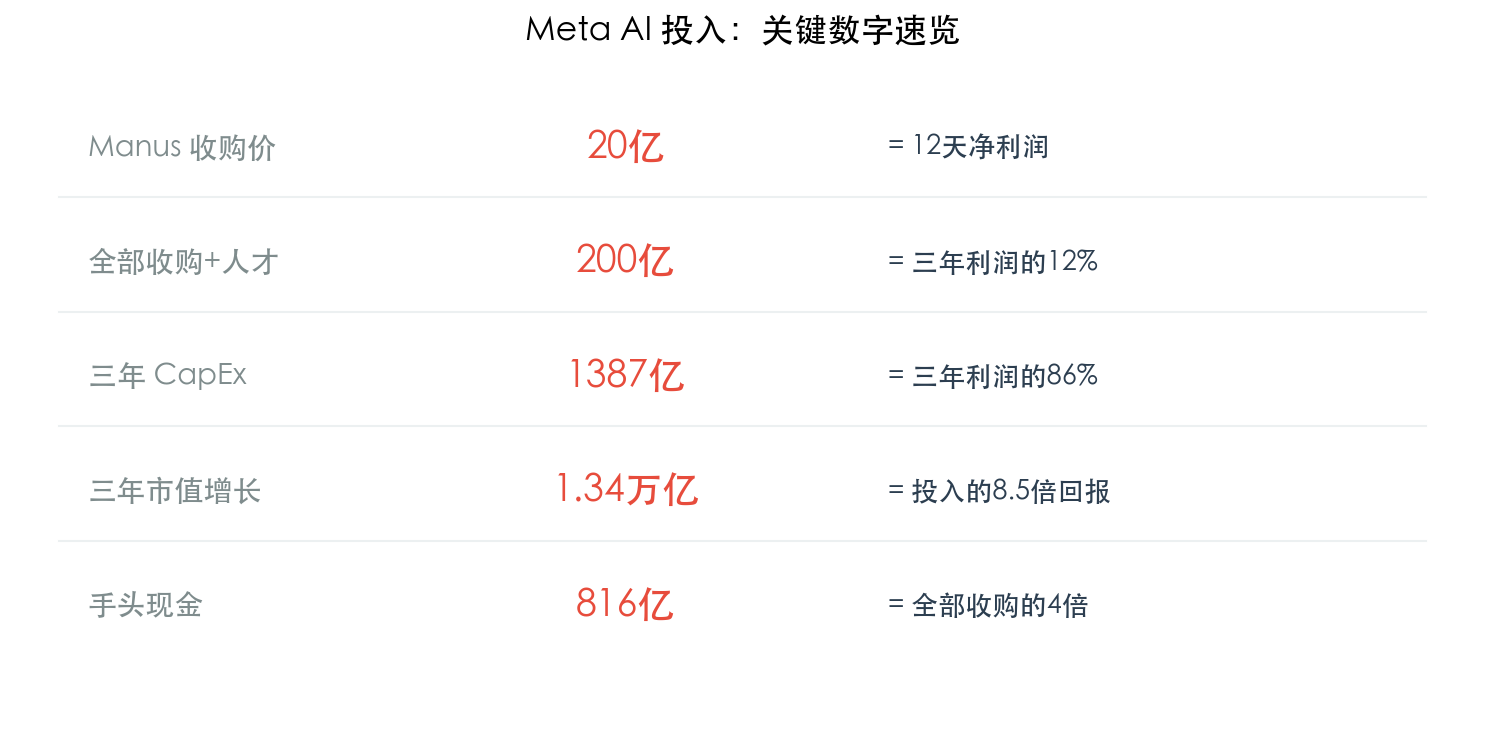 Meta AI 投入：关键数字速览
Manus 收购价 20亿 = 12天净利润
全部收购+人才 200亿 = 三年利润的12%
三年 CapEx 1387亿 = 三年利润的86%
三年市值增长 1.34万亿 = 投入的8.5倍回报
手头现金 816亿 = 全部收购的4倍